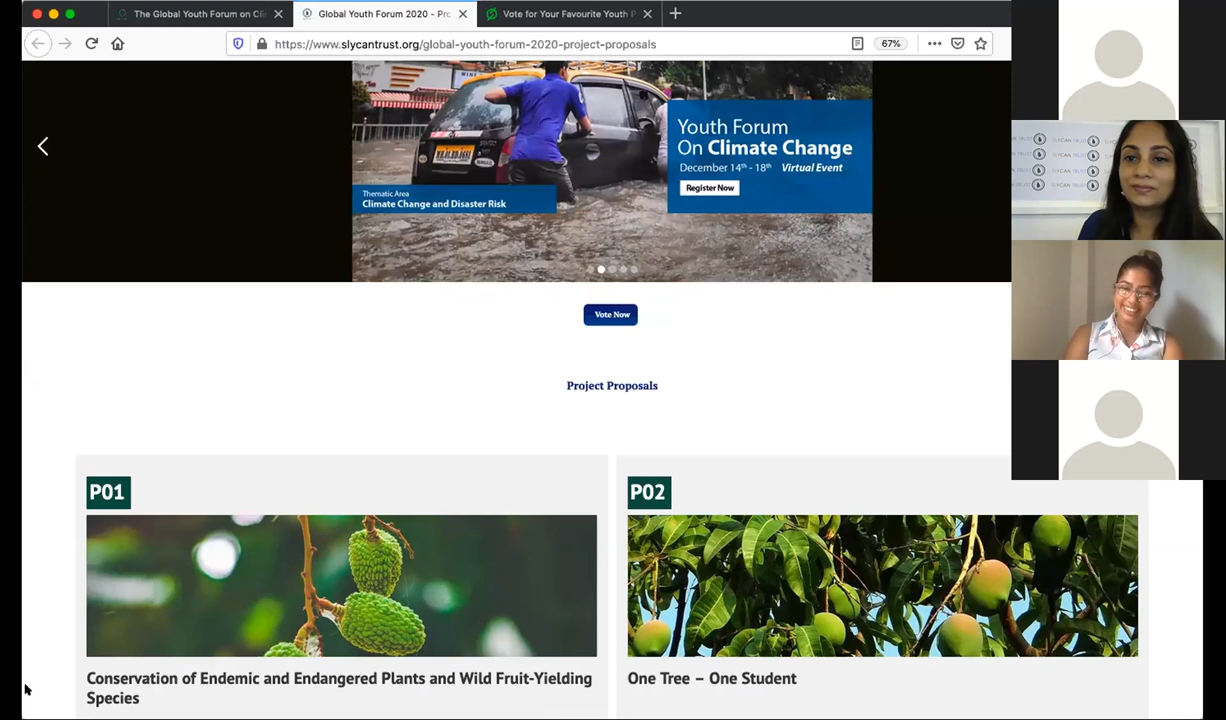 The Global Youth Forum on Cli
Global Youth Forum 2020 - Pro
Vote for Your Favourite Youth P
https://www.slycantrust.org/global-youth-forum-2020-project-proposals
67%
Youth Forum
On Climate Change
December 14th - 18th Virtual Event
Register Now
Thematic Area
Climate Change and Disaster Risk
Vote Now
Project Proposals
P01
P02
Conservation of Endemic and Endangered Plants and Wild Fruit-Yielding
Species
One Tree – One Student